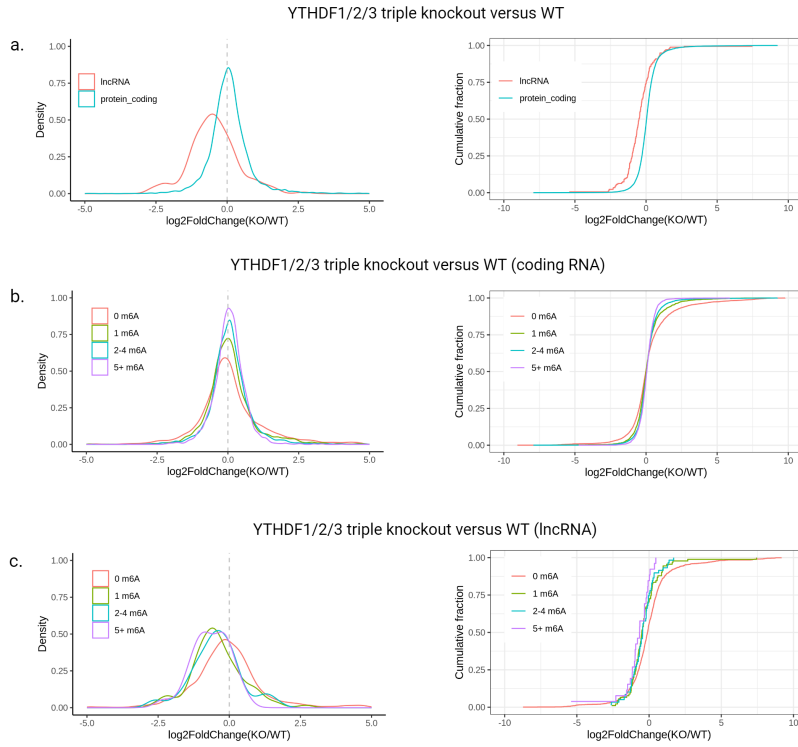 YTHDF1/2/3 triple knockout versus WT
a.
1.00
0.75
0.50
0.25
0.00
Density
lncRNA
protein_coding
-5.0
-2.5
0.0
2.5
5.0
log2FoldChange(KO/WT)
1.00
0.75
0.50
0.25
0.00
Cumulative fraction
lncRNA
protein_coding
-10
-5
0
5
10
log2FoldChange(KO/WT)
YTHDF1/2/3 triple knockout versus WT (coding RNA)
b.
1.00
0.75
0.50
0.25
0.00
Density
0 m6A
1 m6A
2-4 m6A
5+ m6A
-5.0
-2.5
0.0
2.5
5.0
log2FoldChange(KO/WT)
1.00
0.75
0.50
0.25
0.00
Cumulative fraction
0 m6A
1 m6A
2-4 m6A
5+ m6A
-10
-5
0
5
10
log2FoldChange(KO/WT)
YTHDF1/2/3 triple knockout versus WT (lncRNA)
c.
1.00
0.75
0.50
0.25
0.00
Density
0 m6A
1 m6A
2-4 m6A
5+ m6A
-5.0
-2.5
0.0
2.5
5.0
log2FoldChange(KO/WT)
1.00
0.75
0.50
0.25
0.00
Cumulative fraction
0 m6A
1 m6A
2-4 m6A
5+ m6A
-10
-5
0
5
10
log2FoldChange(KO/WT)